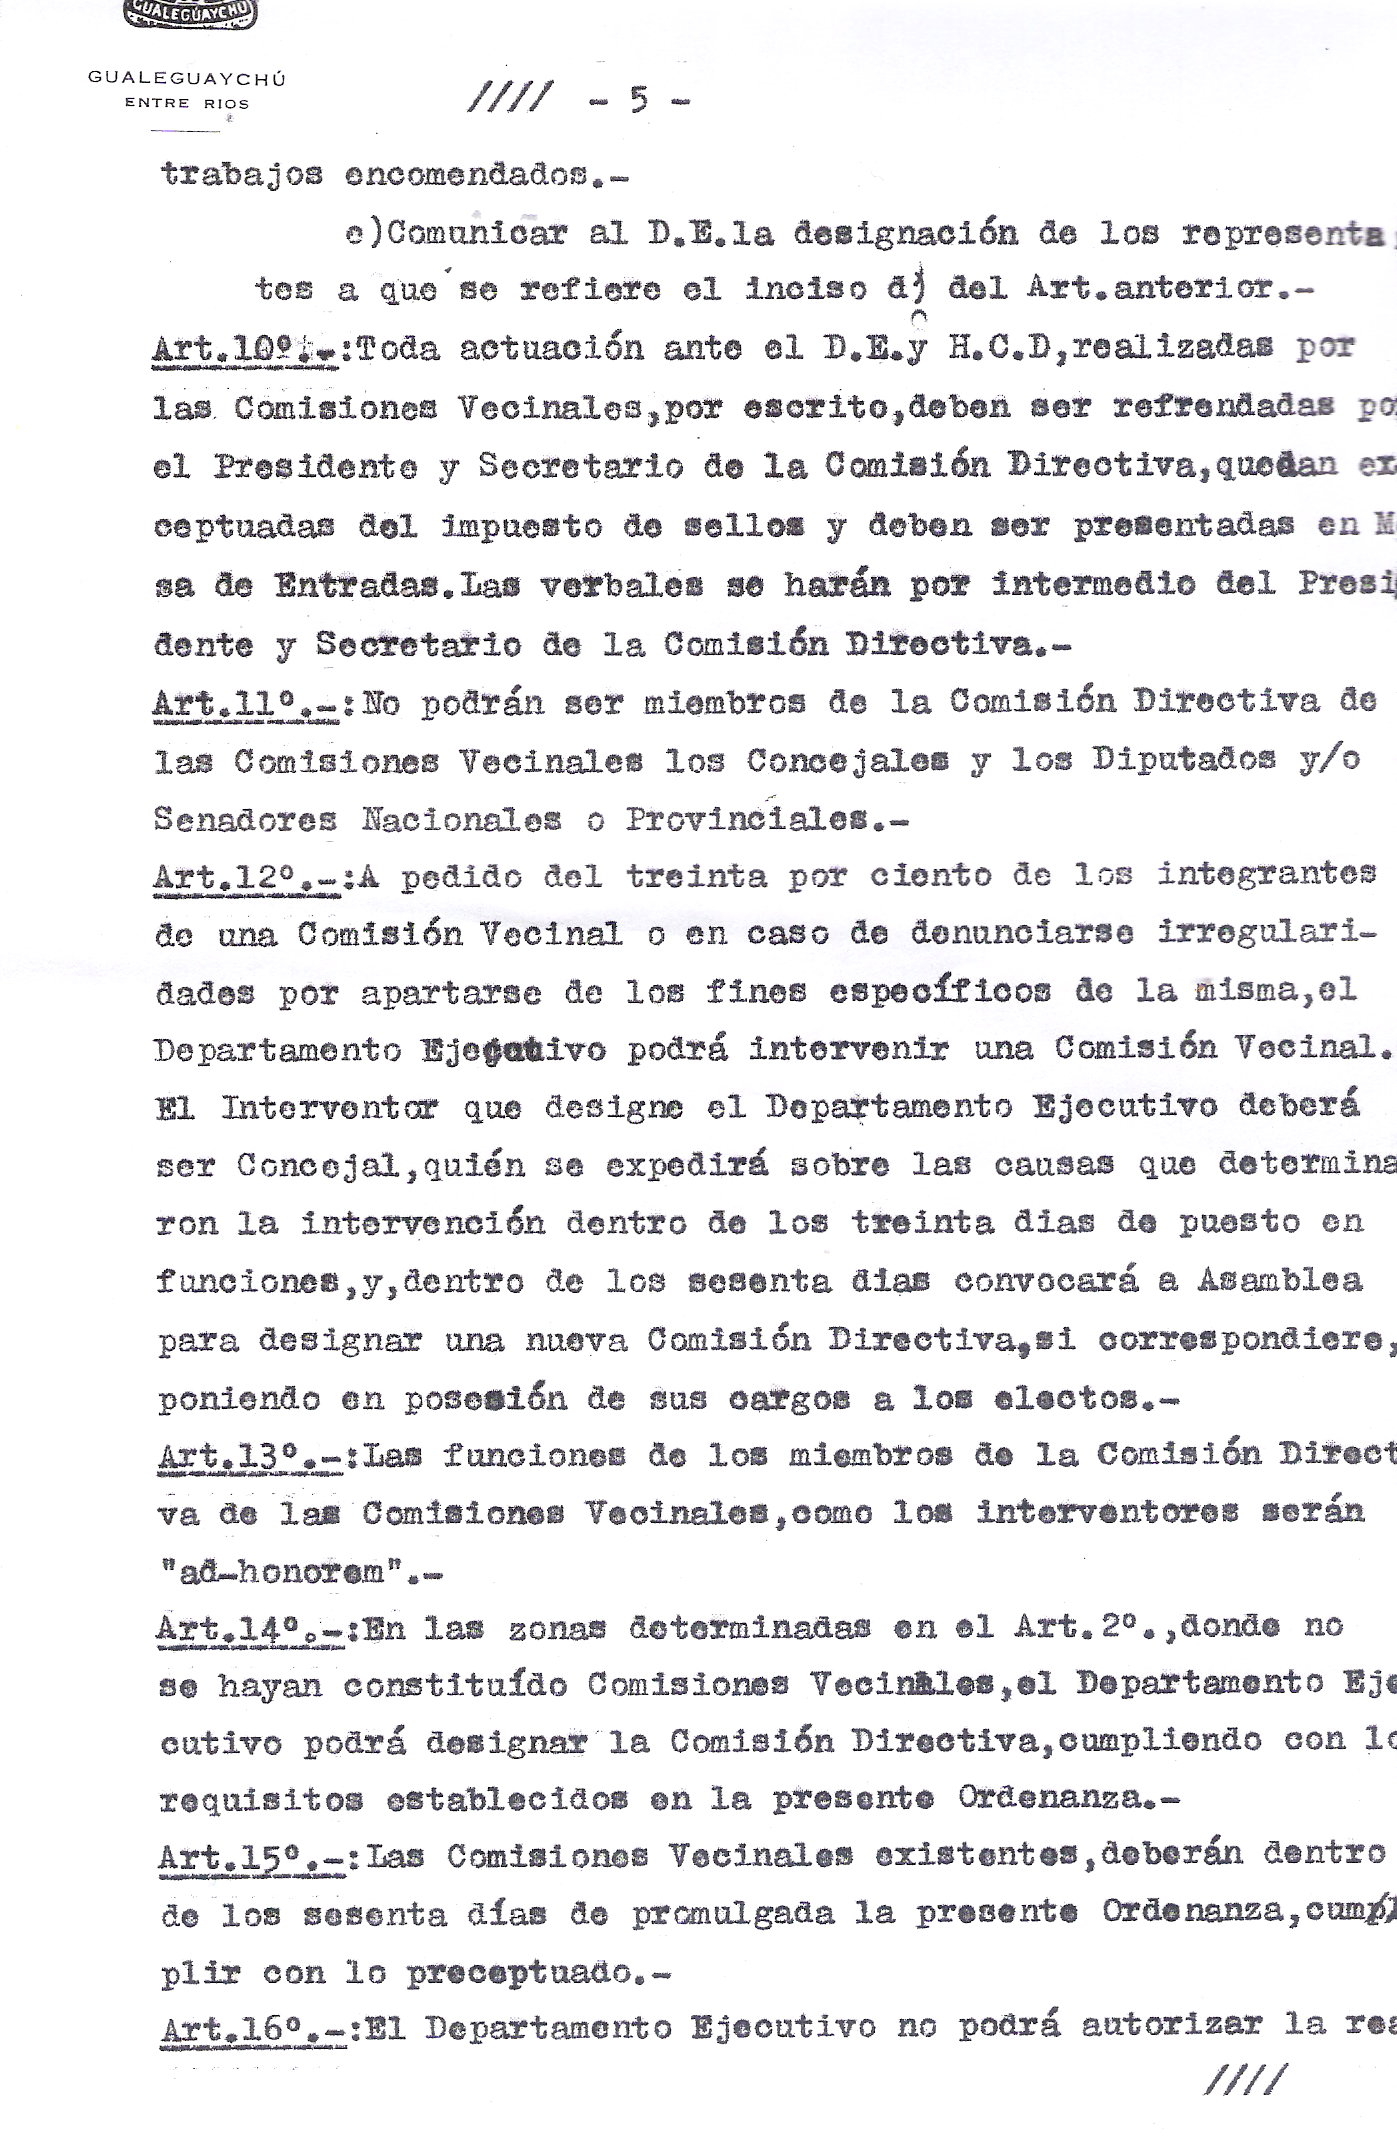 GUALEGUAYCHÚ
GUALEGUAYCHÚ
ENTRE RIOS
//// - 5 -
trabajos encomendados.-
e)Comunicar al D.E.la designación de los representa
tes a que se refiere el inciso d) del Art.anterior.-
Art.10º.-:Toda actuación ante el D.E.y H.C.D,realizadas por
las Comisiones Vecinales,por escrito,deben ser refrendadas po
el Presidente y Secretario de la Comisión Directiva,quedan ex
ceptuadas del impuesto de sellos y deben ser presentadas en Me
sa de Entradas.Las verbales se harán por intermedio del Presi
dente y Secretario de la Comisión Directiva.-
Art.11º.-:No podrán ser miembros de la Comisión Directiva de
las Comisiones Vecinales los Concejales y los Diputados y/o
Senadores Nacionales o Provinciales.-
Art.12º.-:A pedido del treinta por ciento de los integrantes
de una Comisión Vecinal o en caso de denunciarse irregulari-
dades por apartarse de los fines específicos de la misma,el
Departamento Ejecutivo podrá intervenir una Comisión Vecinal.
El Interventor que designe el Departamento Ejecutivo deberá
ser Concejal,quién se expedirá sobre las causas que determina
ron la intervención dentro de los treinta dias de puesto en
funciones,y,dentro de los sesenta dias convocará a Asamblea
para designar una nueva Comisión Directiva,si correspondiere,
poniendo en posesión de sus cargos a los electos.-
Art.13º.-:Las funciones de los miembros de la Comisión Direct
va de las Comisiones Vecinales,como los interventores serán
"ad-honorem".-
Art.14º.-:En las zonas determinadas en el Art.2º.,donde no
se hayan constituído Comisiones Vecinales,el Departamento Eje
cutivo podrá designar la Comisión Directiva,cumpliendo con lo
requisitos establecidos en la presente Ordenanza.-
Art.15º.-:Las Comisiones Vecinales existentes,deberán dentro
de los sesenta días de promulgada la presente Ordenanza,cumpl
plir con lo preceptuado.-
Art.16º.-:El Departamento Ejecutivo no podrá autorizar la rea
////